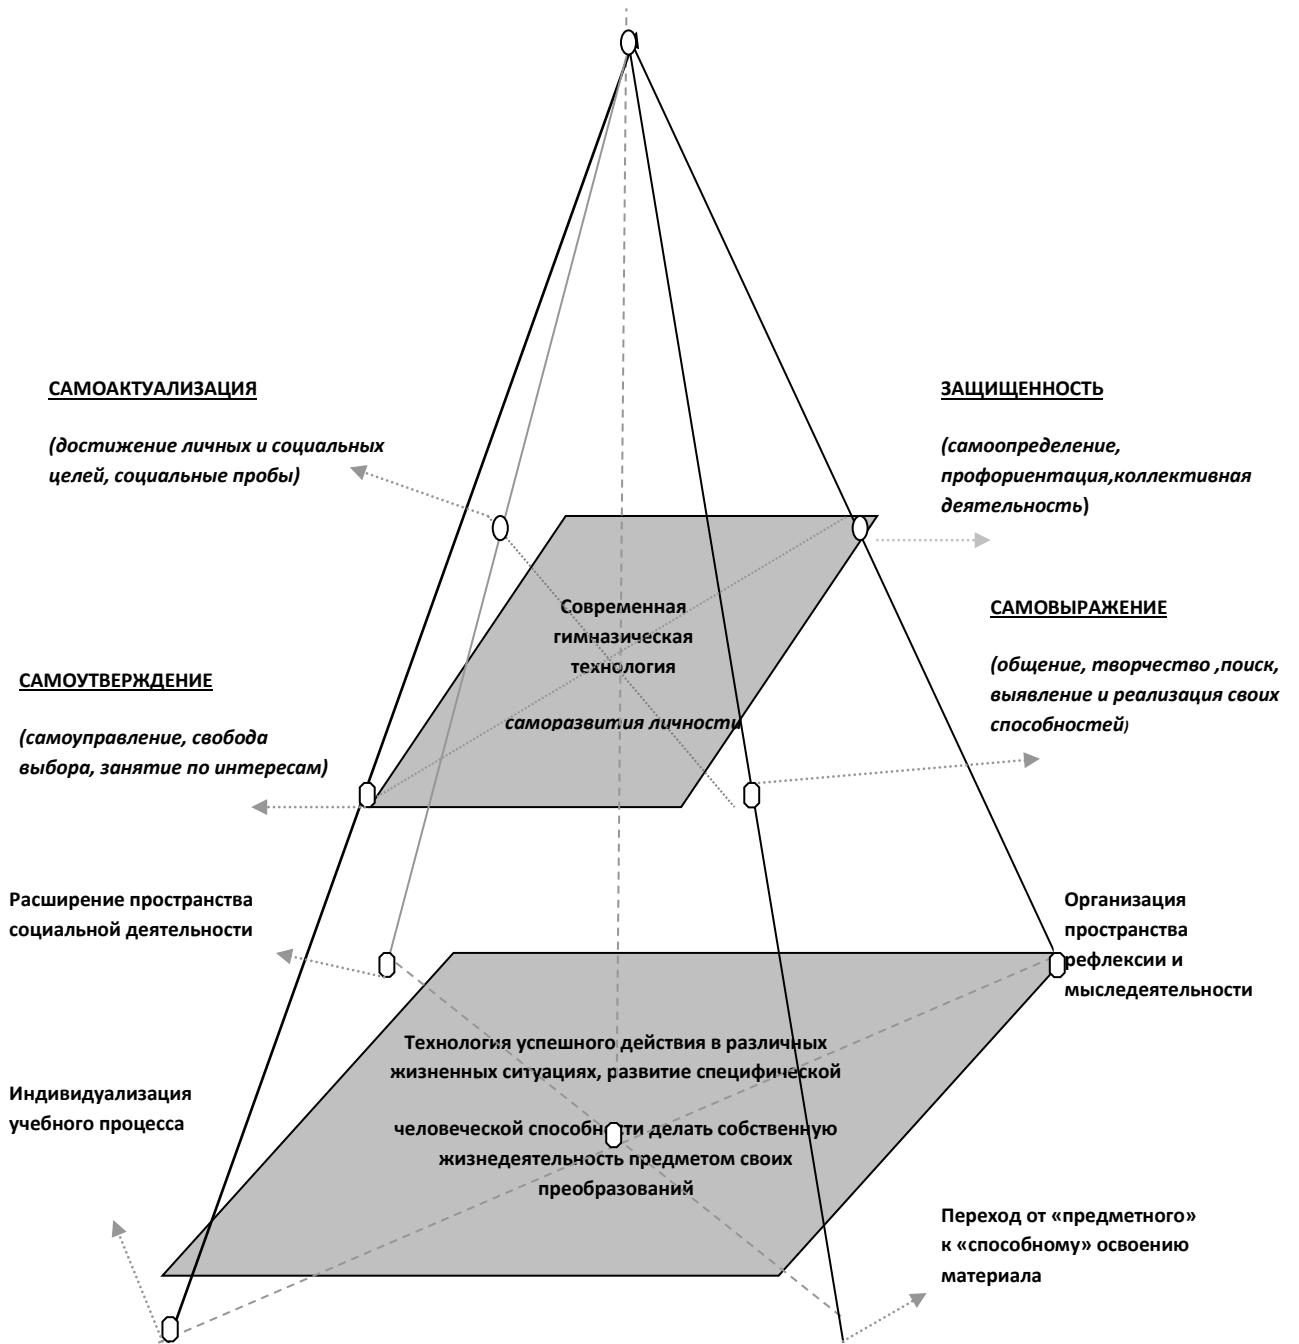 САМОАКТУАЛИЗАЦИЯ
(достижение личных и социальных
целей, социальные пробы)
ЗАЩИЩЕННОСТЬ
(самоопределение,
профориентация,коллективная
деятельность)
Современная
гимназическая
технология
саморазвития личности
САМОВЫРАЖЕНИЕ
(общение, творчество ,поиск,
выявление и реализация своих
способностей)
САМОУТВЕРЖДЕНИЕ
(самоуправление, свобода
выбора, занятие по интересам)
Расширение пространства
социальной деятельности
Организация
пространства
рефлексии и
мыследеятельности
Технология успешного действия в различных
жизненных ситуациях, развитие специфической
человеческой способности делать собственную
жизнедеятельность предметом своих
преобразований
Индивидуализация
учебного процесса
Переход от «предметного»
к «способному» освоению
материала